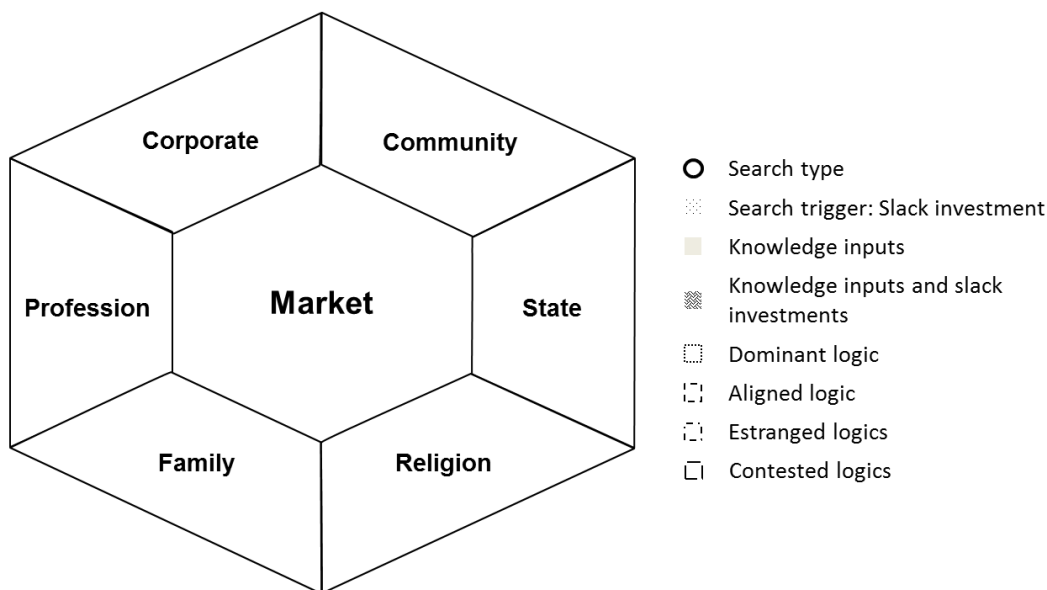 Corporate
Community
Profession
Market
State
Family
Religion
Search type
Search trigger: Slack investment
Knowledge inputs
Knowledge inputs and slack
investments
Dominant logic
Aligned logic
Estranged logics
Contested logics